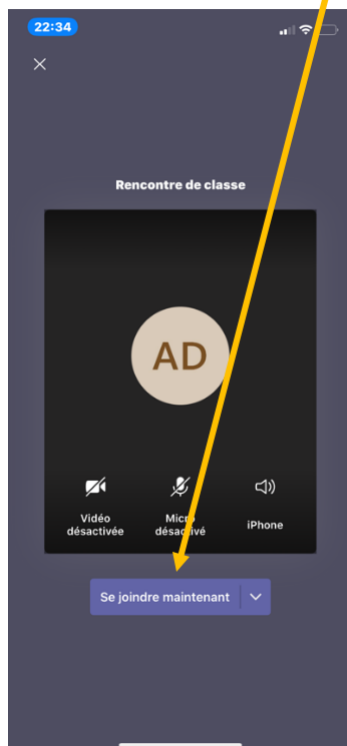 22:34
Rencontre de classe
AD
Vidéo
désactivée
Micro
désactivé
iPhone
Se joindre maintenant